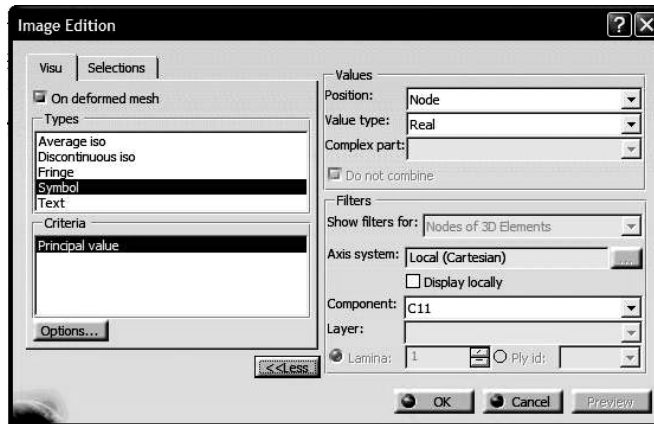 Image Edition
Visu
Selections
On deformed mesh
Types
Average iso
Discontinuous iso
Fringe
Symbol
Text
Criteria
Principal value
Options...
<<Less
Values
Position: Node
Value type: Real
Complex part:
Do not combine
Filters
Show filters for: Nodes of 3D Elements
Axis system: Local (Cartesian) ...
Display locally
Component: C11
Layer:
Lamina: 1 Ply id:
OK Cancel Preview